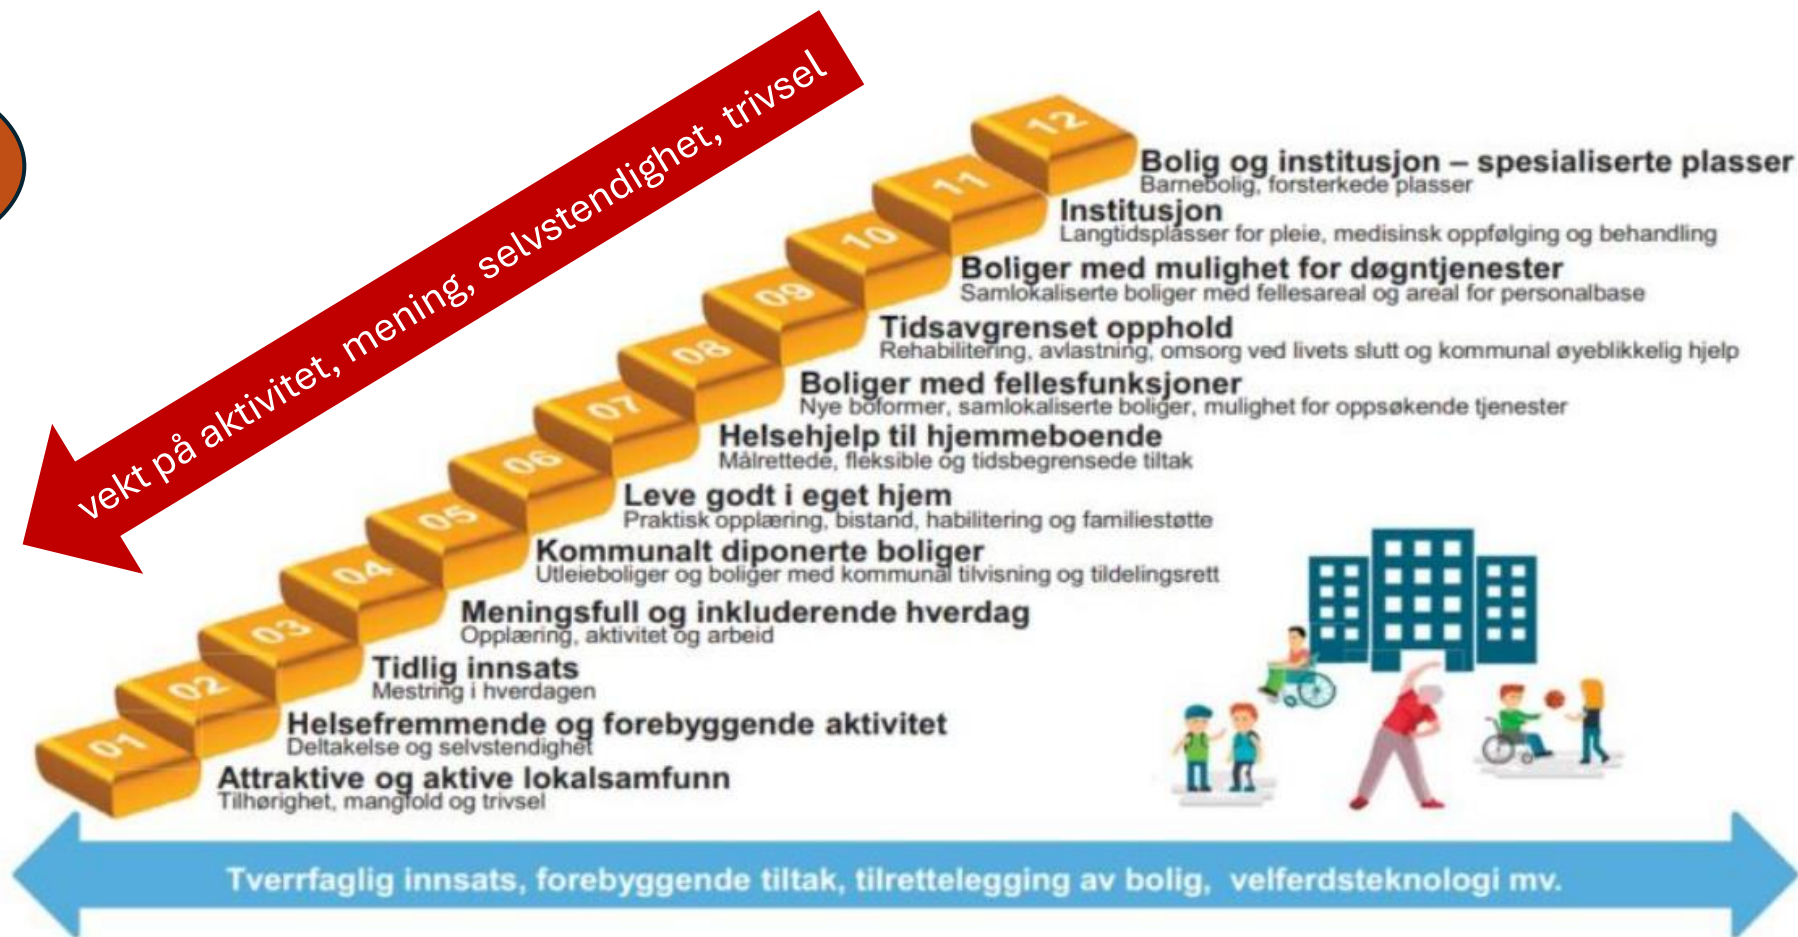 vekt på aktivitet, mening, selvstendighet, trivsel
12
Bolig og institusjon – spesialiserte plasser
Barnebolig, forsterkede plasser
11
Institusjon
Langtidsplasser for pleie, medisinsk oppfølging og behandling
10
Boliger med mulighet for døgntjenester
Samlokaliserte boliger med fellesareal og areal for personalbase
09
Tidsavgrenset opphold
Rehabilitering, avlastning, omsorg ved livets slutt og kommunal øyeblikkelig hjelp
08
Boliger med fellesfunksjoner
Nye boformer, samlokaliserte boliger, mulighet for oppsøkende tjenester
07
Helsehjelp til hjemmeboende
Målrettede, fleksible og tidsbegrensede tiltak
06
Leve godt i eget hjem
Praktisk opplæring, bistand, habilitering og familiestøtte
05
Kommunalt diponerte boliger
Utleieboliger og boliger med kommunal tilvisning og tildelingsrett
04
Meningsfull og inkluderende hverdag
Opplæring, aktivitet og arbeid
03
Tidlig innsats
Mestring i hverdagen
02
Helsefremmende og forebyggende aktivitet
Deltakelse og selvstendighet
01
Attraktive og aktive lokalsamfunn
Tilhørighet, mangfold og trivsel
Tverrfaglig innsats, forebyggende tiltak, tilrettelegging av bolig, velferdsteknologi mv.